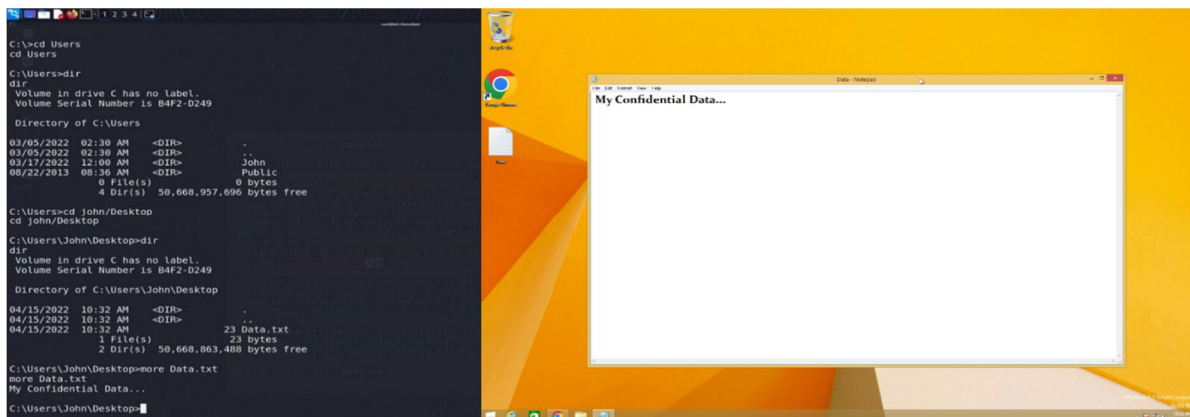 1 2 3 4
C:\>cd Users
cd Users
C:\Users>dir
dir
Volume in drive C has no label.
Volume Serial Number is B4F2-D249
Directory of C:\Users
03/05/2022 02:30 AM <DIR> .
03/05/2022 02:30 AM <DIR> ..
03/17/2022 12:00 AM <DIR> John
08/22/2013 08:36 AM <DIR> Public
0 File(s) 0 bytes
4 Dir(s) 50,668,957,696 bytes free
C:\Users>cd john/Desktop
cd john/Desktop
C:\Users\John\Desktop>dir
dir
Volume in drive C has no label.
Volume Serial Number is B4F2-D249
Directory of C:\Users\John\Desktop
04/15/2022 10:32 AM <DIR> .
04/15/2022 10:32 AM <DIR> ..
04/15/2022 10:32 AM 23 Data.txt
1 File(s) 23 bytes
2 Dir(s) 50,668,863,488 bytes free
C:\Users\John\Desktop>more Data.txt
more Data.txt
My Confidential Data...
C:\Users\John\Desktop>
Recycle Bin
Google Chrome
Data - Notepad
File Edit Format View Help
My Confidential Data...